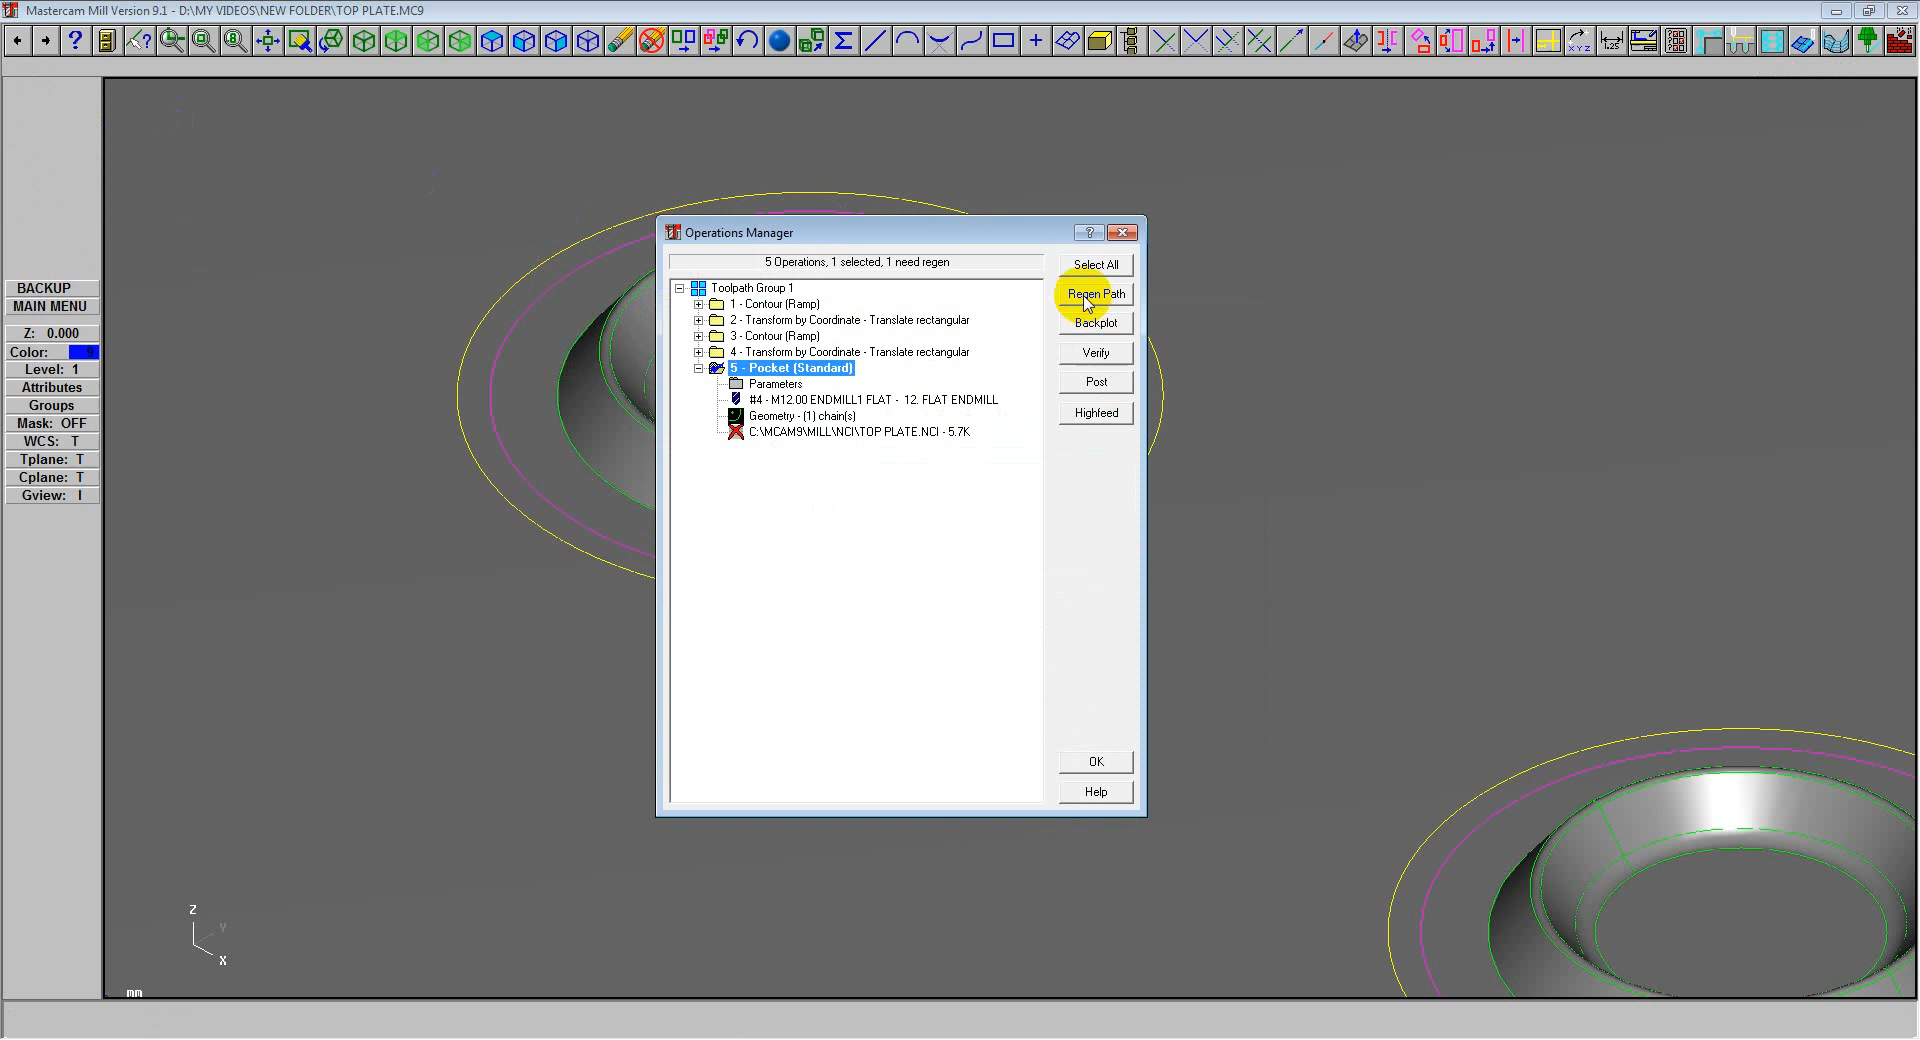 Mastercam Mill Version 9.1 - D:\MY VIDEOS\NEW FOLDER\TOP PLATE.MC9
XYZ
1.25
BACKUP
MAIN MENU
Z: 0.000
Color: 9
Level: 1
Attributes
Groups
Mask: OFF
WCS: T
Tplane: T
Cplane: T
Gview: I
Operations Manager
5 Operations, 1 selected, 1 need regen
Toolpath Group 1
1 - Contour (Ramp)
2 - Transform by Coordinate - Translate rectangular
3 - Contour (Ramp)
4 - Transform by Coordinate - Translate rectangular
5 - Pocket (Standard)
Parameters
#4 - M12.00 ENDMILL1 FLAT - 12. FLAT ENDMILL
Geometry - (1) chain(s)
C:\MCAM9\MILL\NCI\TOP PLATE.NCI - 5.7K
Select All
Regen Path
Backplot
Verify
Post
Highfeed
OK
Help
Z
Y
X
mm